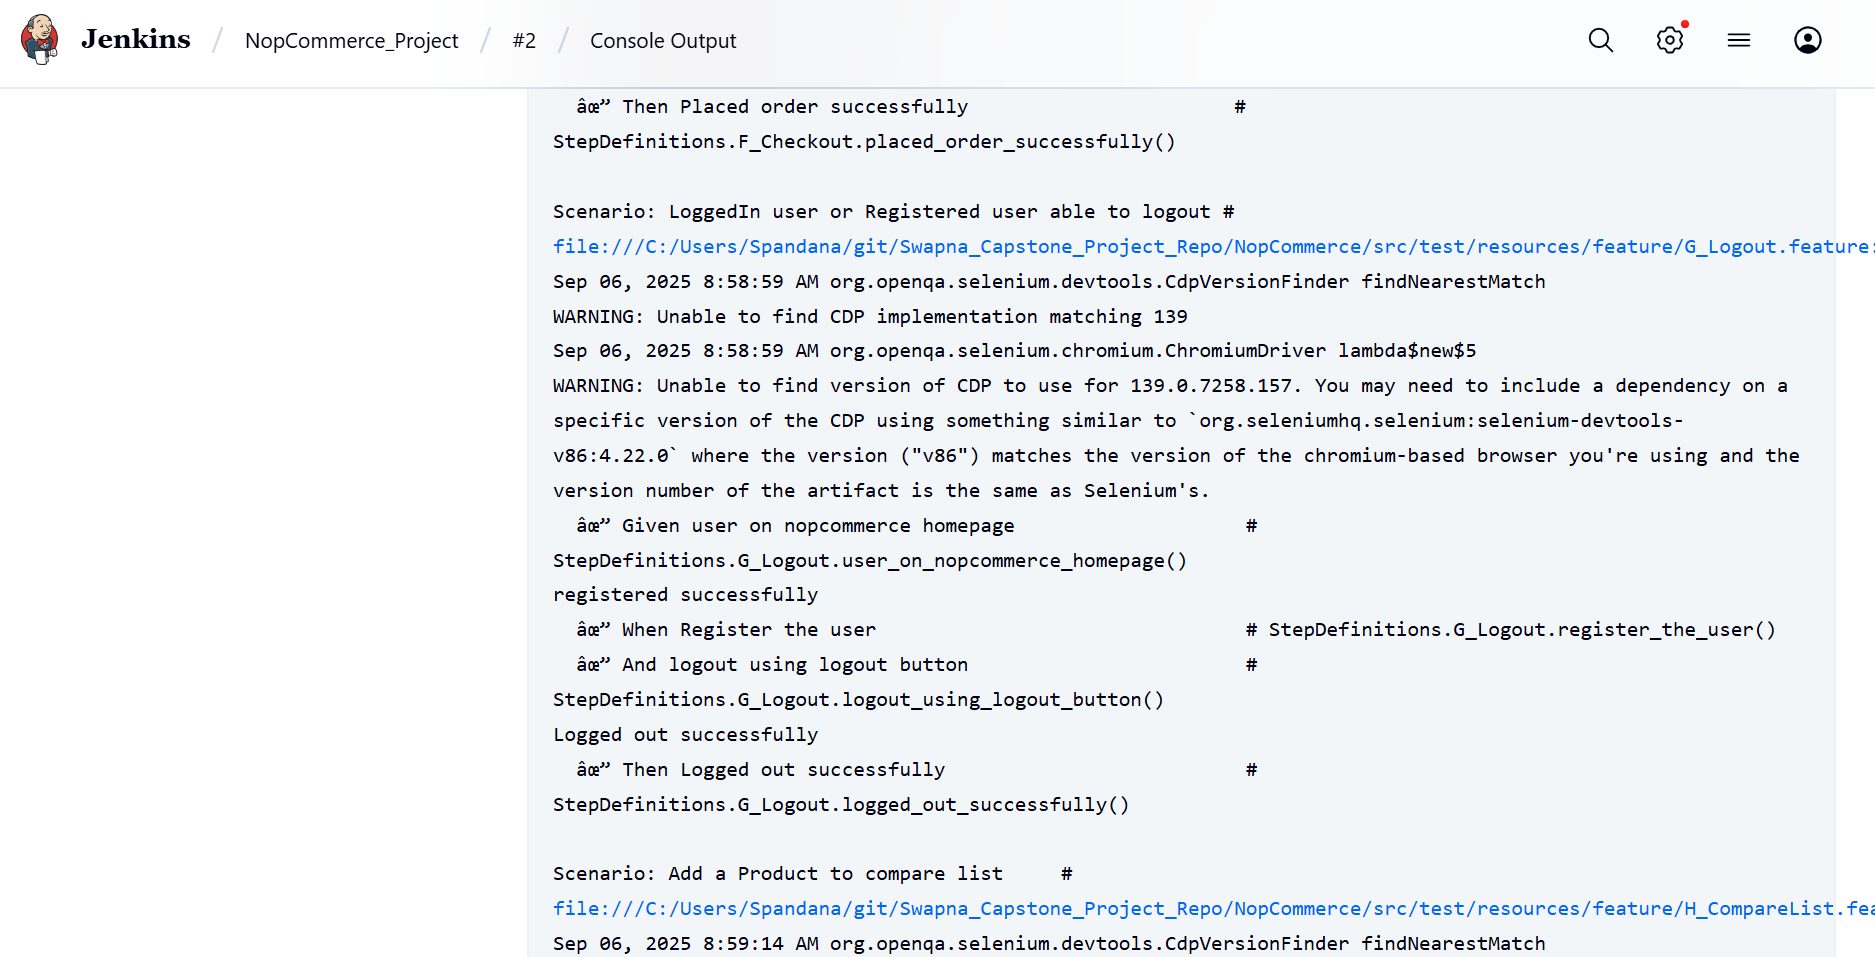 Jenkins / NopCommerce_Project / #2 / Console Output
âœ” Then Placed order successfully #
StepDefinitions.F_Checkout.placed_order_successfully()
Scenario: LoggedIn user or Registered user able to logout #
file:///C:/Users/Spandana/git/Swapna_Capstone_Project_Repo/NopCommerce/src/test/resources/feature/G_Logout.feature:
Sep 06, 2025 8:58:59 AM org.openqa.selenium.devtools.CdpVersionFinder findNearestMatch
WARNING: Unable to find CDP implementation matching 139
Sep 06, 2025 8:58:59 AM org.openqa.selenium.chromium.ChromiumDriver lambda$new$5
WARNING: Unable to find version of CDP to use for 139.0.7258.157. You may need to include a dependency on a
specific version of the CDP using something similar to `org.seleniumhq.selenium:selenium-devtools-
v86:4.22.0` where the version ("v86") matches the version of the chromium-based browser you're using and the
version number of the artifact is the same as Selenium's.
âœ” Given user on nopcommerce homepage #
StepDefinitions.G_Logout.user_on_nopcommerce_homepage()
registered successfully
âœ” When Register the user # StepDefinitions.G_Logout.register_the_user()
âœ” And logout using logout button #
StepDefinitions.G_Logout.logout_using_logout_button()
Logged out successfully
âœ” Then Logged out successfully #
StepDefinitions.G_Logout.logged_out_successfully()
Scenario: Add a Product to compare list #
file:///C:/Users/Spandana/git/Swapna_Capstone_Project_Repo/NopCommerce/src/test/resources/feature/H_CompareList.fea
Sep 06, 2025 8:59:14 AM org.openqa.selenium.devtools.CdpVersionFinder findNearestMatch